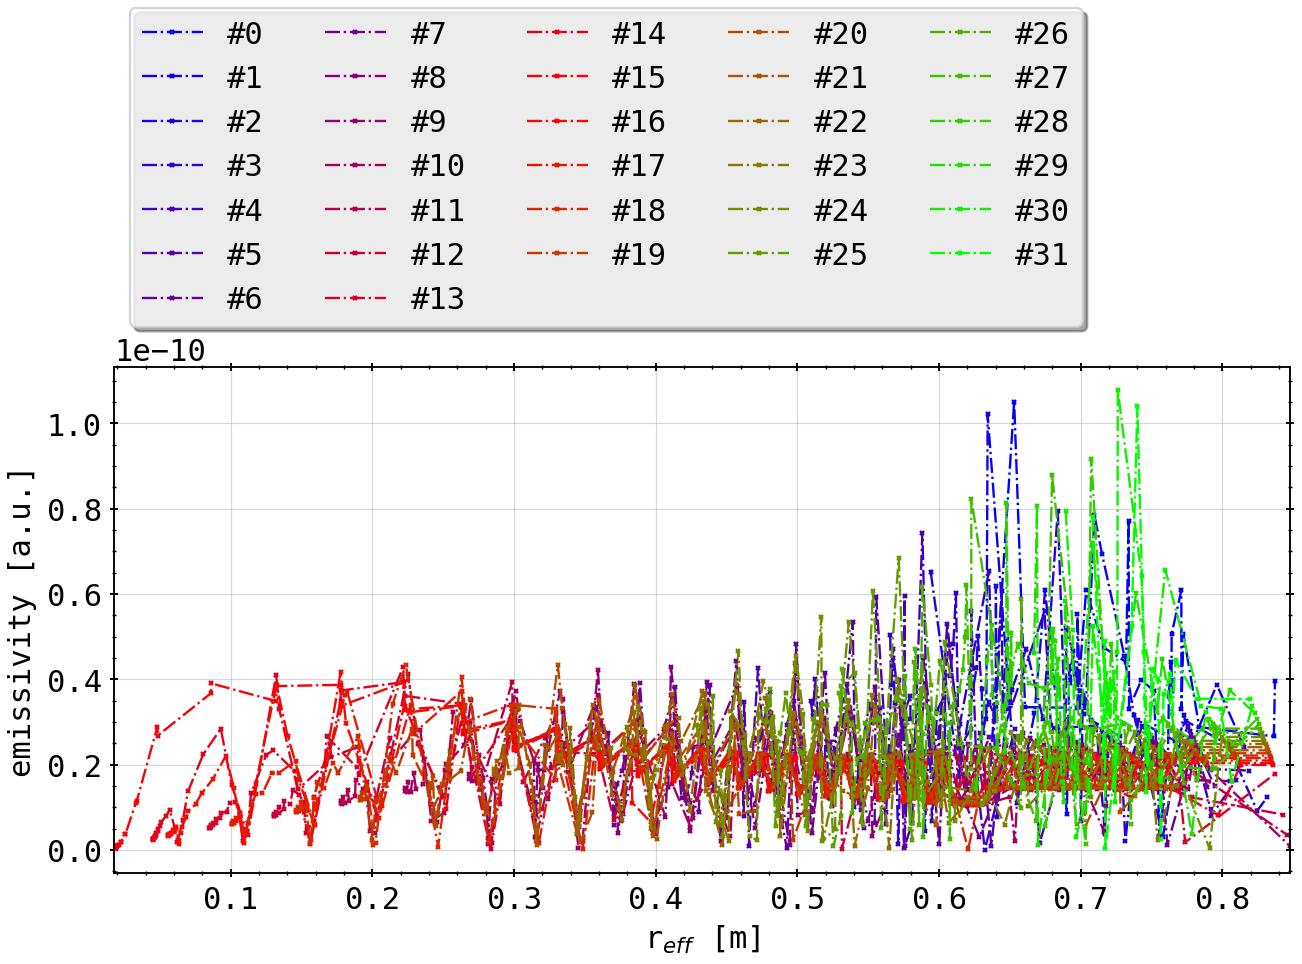 #0 #7 #14 #20 #26
#1 #8 #15 #21 #27
#2 #9 #16 #22 #28
#3 #10 #17 #23 #29
#4 #11 #18 #24 #30
#5 #12 #19 #25 #31
#6 #13
1e−10
1.0
0.8
0.6
0.4
0.2
0.0
emissivity [a.u.]
0.1 0.2 0.3 0.4 0.5 0.6 0.7 0.8
r_eff [m]